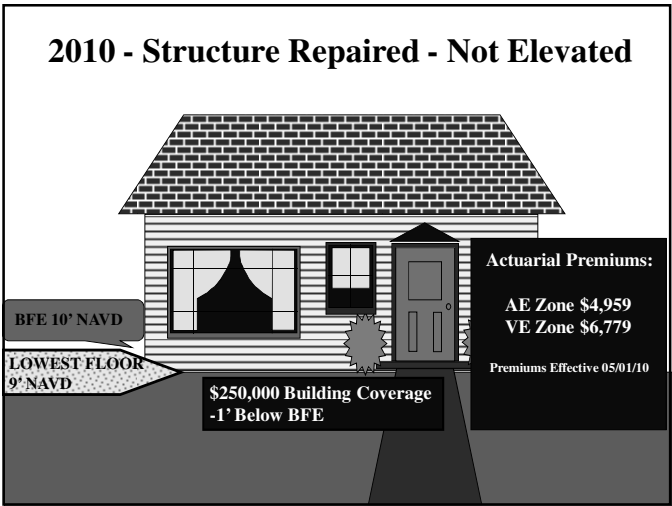 2010 - Structure Repaired - Not Elevated
Actuarial Premiums:
AE Zone $4,959
VE Zone $6,779
Premiums Effective 05/01/10
BFE 10’ NAVD
LOWEST FLOOR
9’ NAVD
$250,000 Building Coverage
-1’ Below BFE